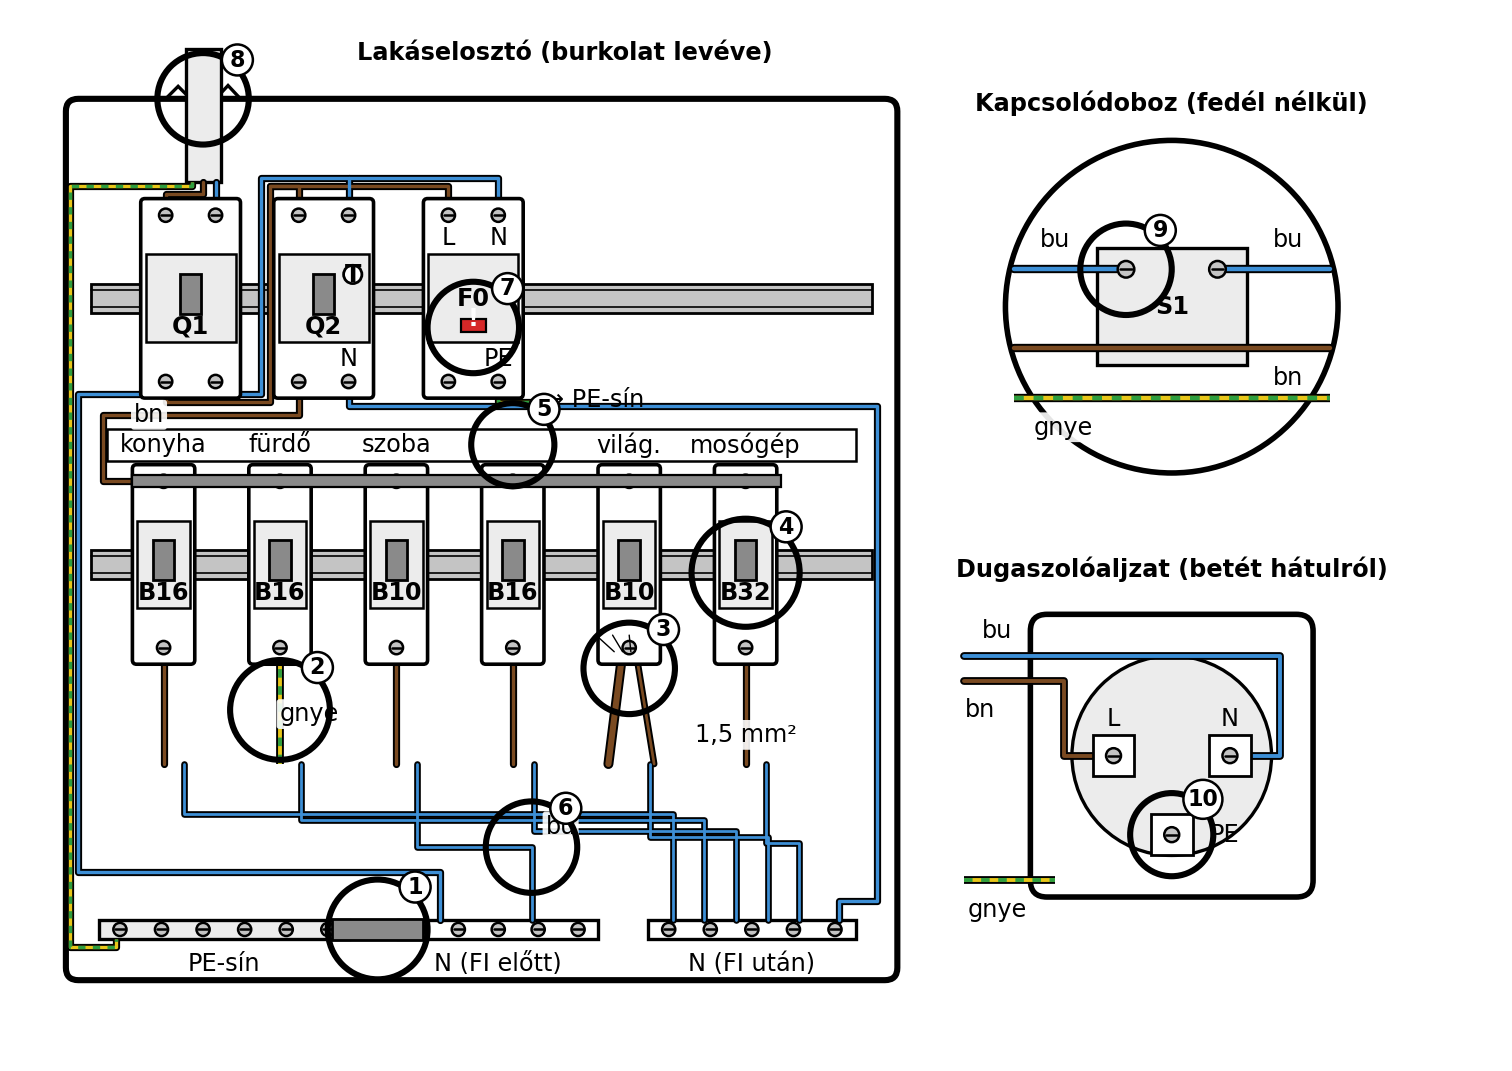 Lakáselosztó (burkolat levéve)
8
Kapcsolódoboz (fedél nélkül)
9
bu
bu
S1
bn
gnye
L
N
T
F0
7
!
Q1
Q2
N
PE
bn
5
→ PE-sín
konyha
fürdő
szoba
világ.
mosógép
4
B16
B16
B10
B16
B10
B32
3
2
gnye
1,5 mm²
6
bu
1
PE-sín
N (FI előtt)
N (FI után)
Dugaszolóaljzat (betét hátulról)
bu
bn
L
N
10
PE
gnye